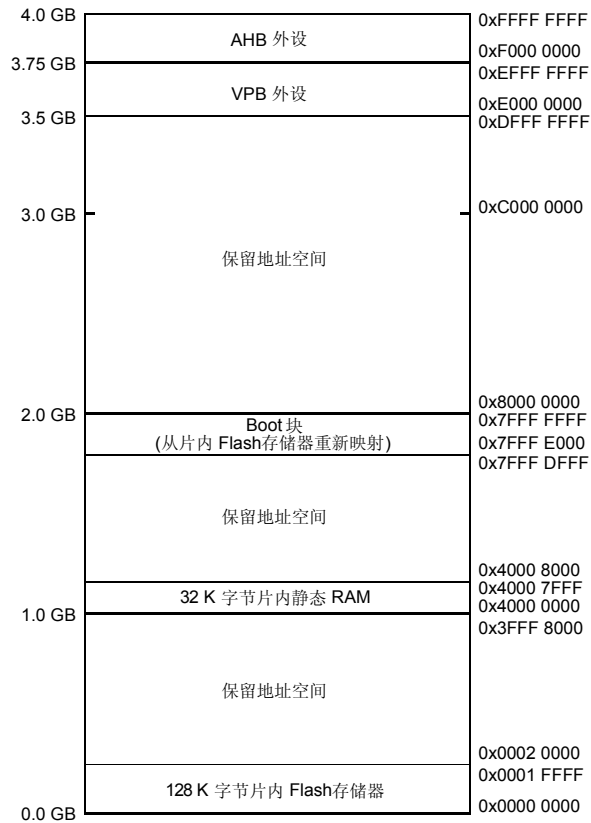 4.0 GB
0xFFFF FFFF
AHB 外设
0xF000 0000
3.75 GB
0xEFFF FFFF
VPB 外设
0xE000 0000
3.5 GB
0xDFFF FFFF
3.0 GB
0xC000 0000
保留地址空间
0x8000 0000
2.0 GB
0x7FFF FFFF
Boot 块
(从片内 Flash存储器重新映射)
0x7FFF E000
0x7FFF DFFF
保留地址空间
0x4000 8000
0x4000 7FFF
32 K 字节片内静态 RAM
0x4000 0000
1.0 GB
0x3FFF 8000
保留地址空间
0x0002 0000
0x0001 FFFF
128 K 字节片内 Flash存储器
0x0000 0000
0.0 GB